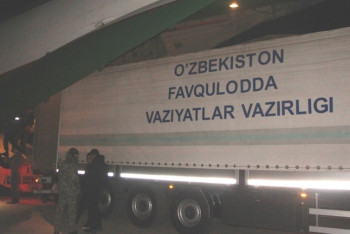 O'ZBEKISTON
FAVQULODDA
VAZIYATLAR VAZIRLIGI